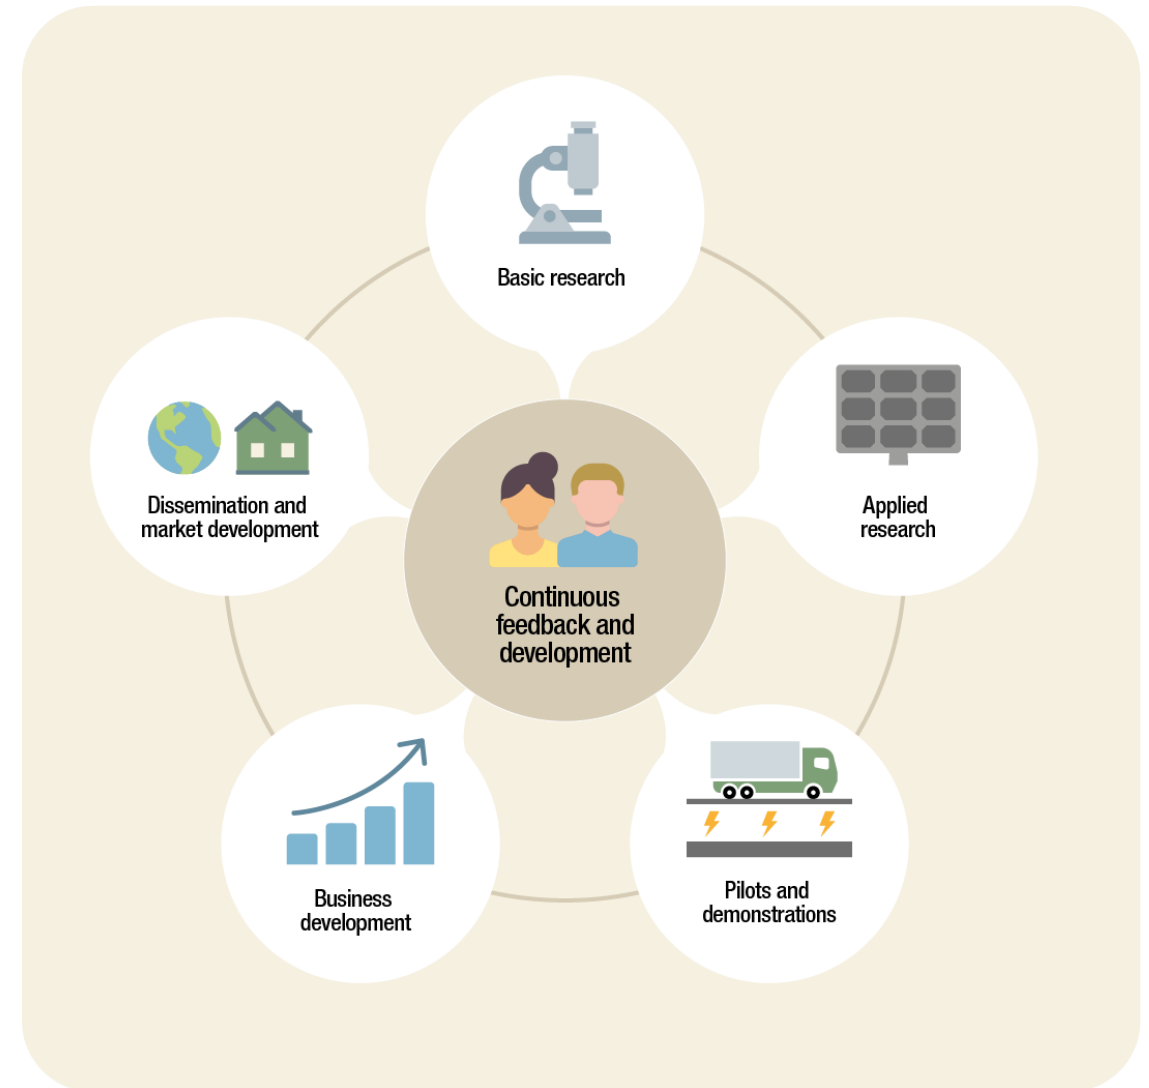 Basic research
Applied
research
Pilots and
demonstrations
Business
development
Dissemination and
market development
Continuous
feedback and
development